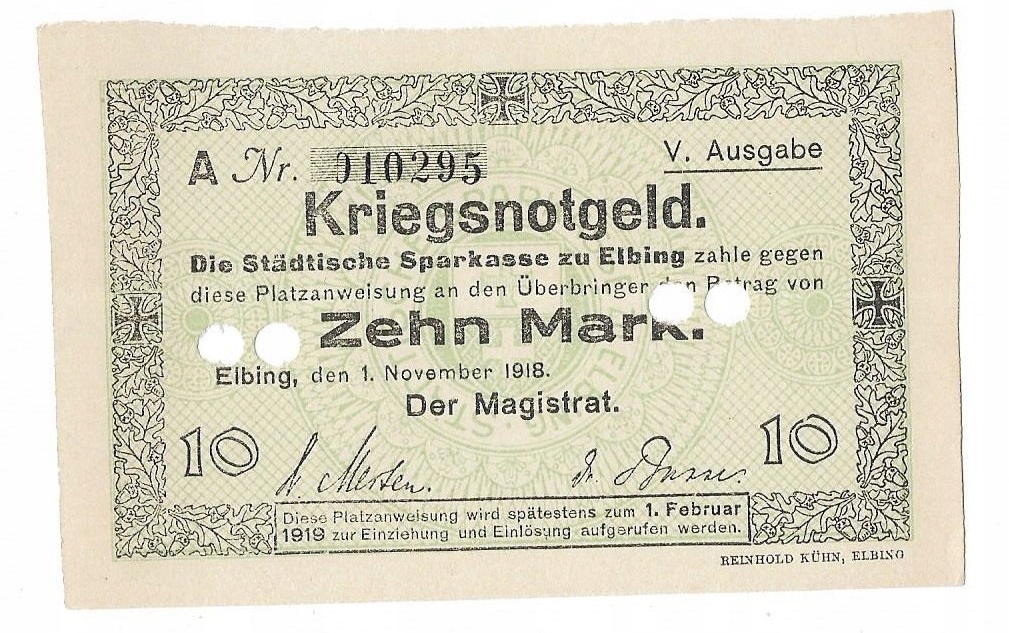 A Nr. 010295
V. Ausgabe
Kriegsnotgeld.
Die Städtische Sparkasse zu Elbing zahle gegen
diese Platzanweisung an den Überbringer den Betrag von
Zehn Mark.
Elbing, den 1. November 1918.
Der Magistrat.
10 10
Diese Platzanweisung wird spätestens zum 1. Februar
1919 zur Einziehung und Einlösung aufgerufen werden.
REINHOLD KÜHN, ELBING